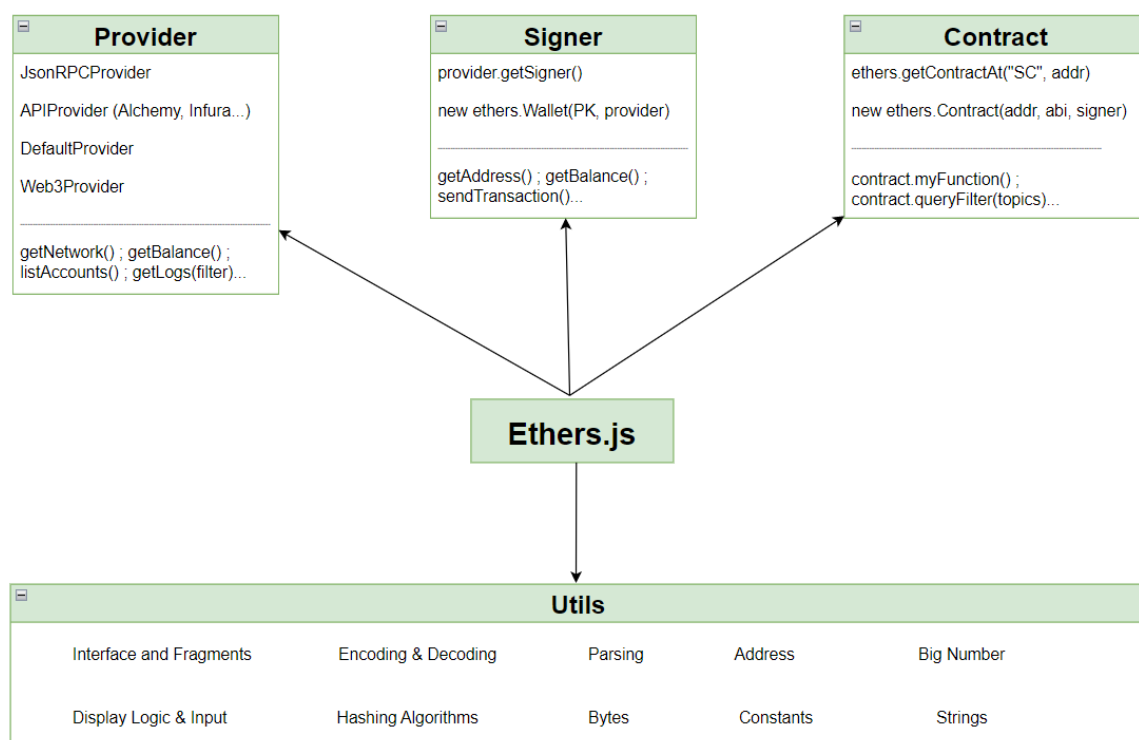 Provider
JsonRPCProvider
APIProvider (Alchemy, Infura...)
DefaultProvider
Web3Provider
getNetwork() ; getBalance() ;
listAccounts() ; getLogs(filter)...
Signer
provider.getSigner()
new ethers.Wallet(PK, provider)
getAddress() ; getBalance() ;
sendTransaction()...
Contract
ethers.getContractAt("SC", addr)
new ethers.Contract(addr, abi, signer)
contract.myFunction() ;
contract.queryFilter(topics)...
Ethers.js
Utils
Interface and Fragments Encoding & Decoding Parsing Address Big Number
Display Logic & Input Hashing Algorithms Bytes Constants Strings